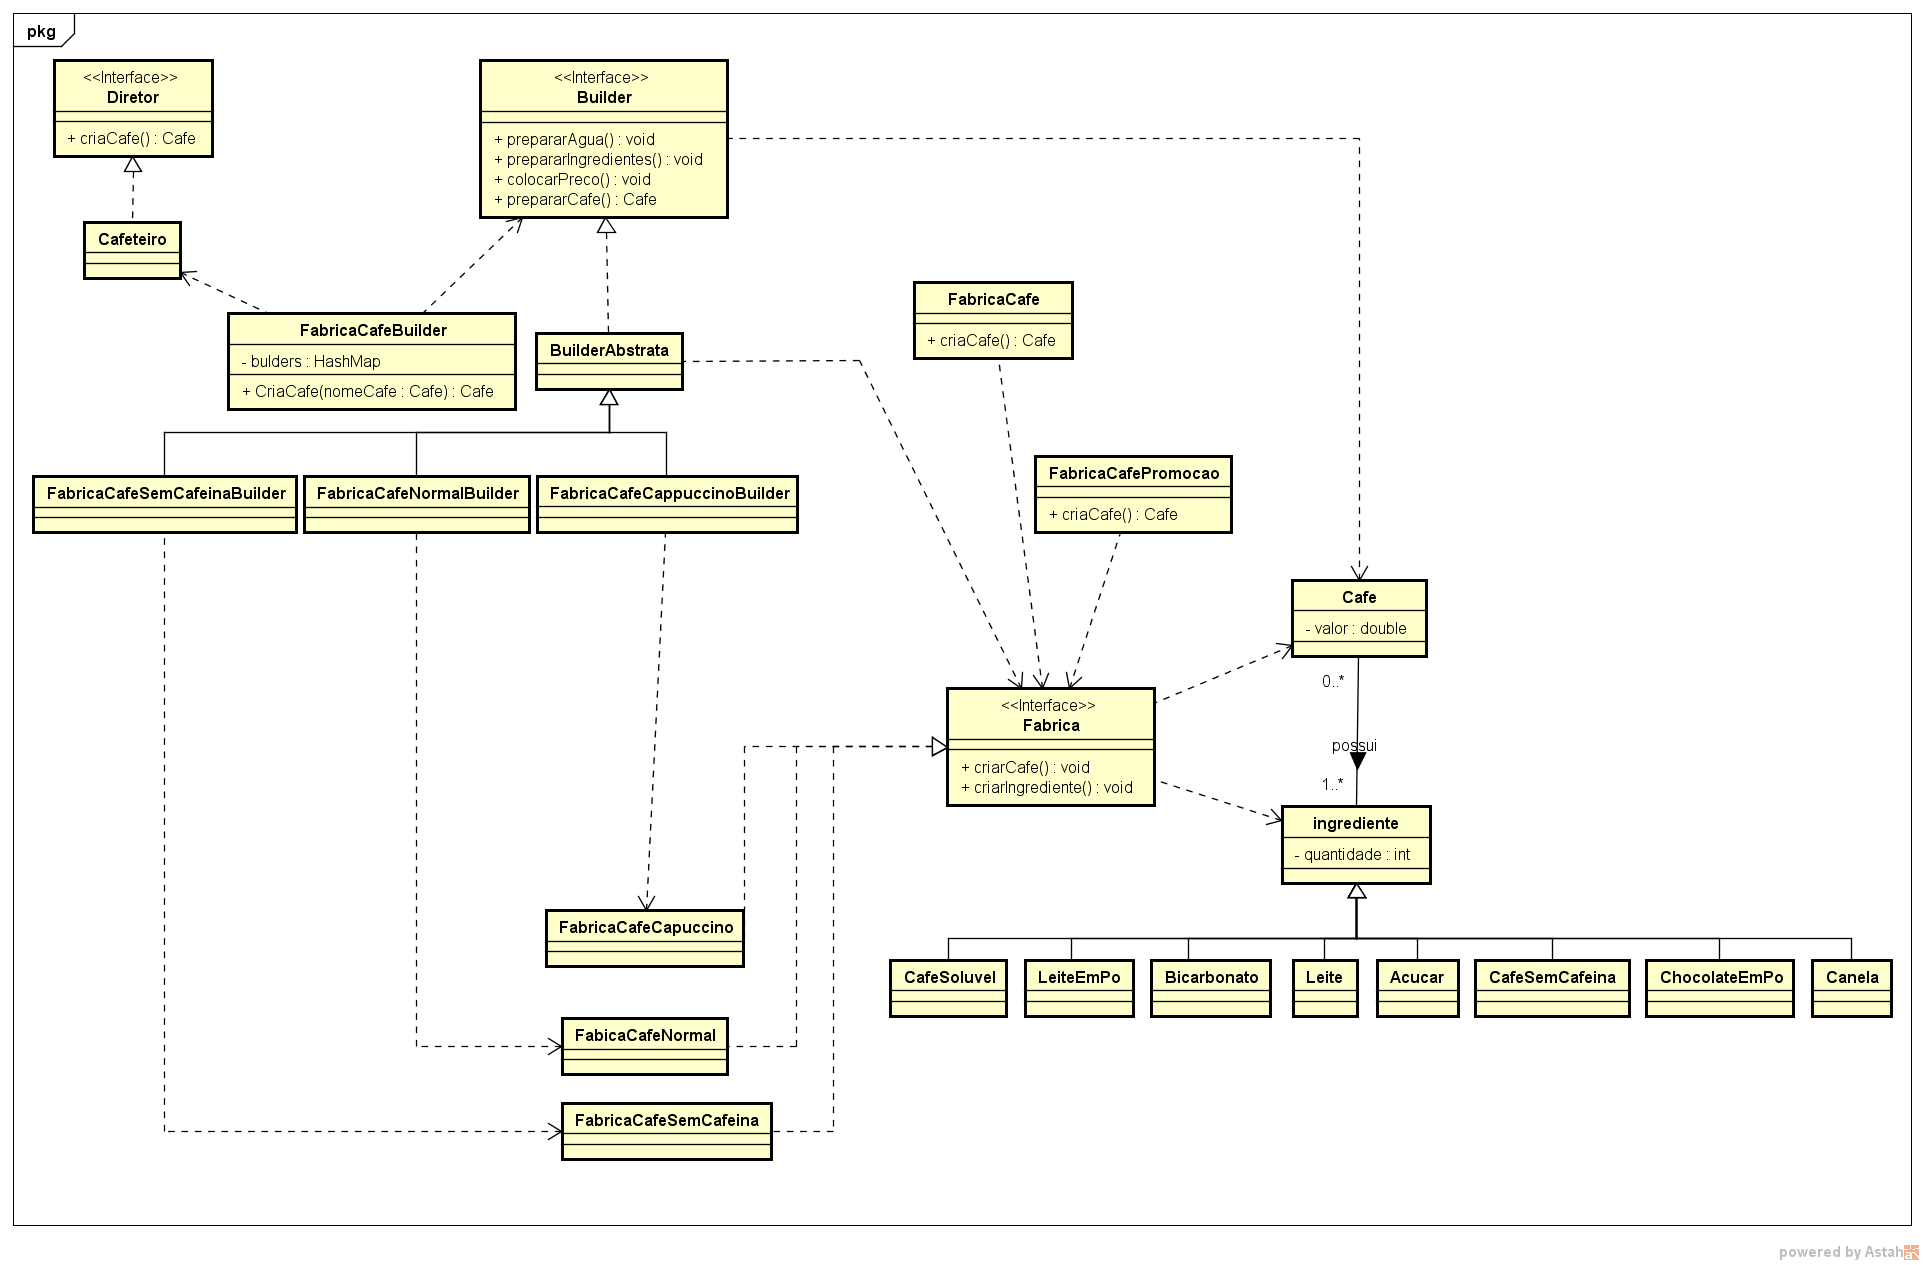 pkg
<<Interface>>
Diretor
+ criaCafe() : Cafe
<<Interface>>
Builder
+ prepararAgua() : void
+ prepararIngredientes() : void
+ colocarPreco() : void
+ prepararCafe() : Cafe
Cafeteiro
FabricaCafeBuilder
- bulders : HashMap
+ CriaCafe(nomeCafe : Cafe) : Cafe
BuilderAbstrata
FabricaCafe
+ criaCafe() : Cafe
FabricaCafeSemCafeinaBuilder
FabricaCafeNormalBuilder
FabricaCafeCappuccinoBuilder
FabricaCafePromocao
+ criaCafe() : Cafe
Cafe
- valor : double
0..*
possui
1..*
<<Interface>>
Fabrica
+ criarCafe() : void
+ criarIngrediente() : void
ingrediente
- quantidade : int
FabricaCafeCapuccino
CafeSoluvel
LeiteEmPo
Bicarbonato
Leite
Acucar
CafeSemCafeina
ChocolateEmPo
Canela
FabicaCafeNormal
FabricaCafeSemCafeina
powered by Astah